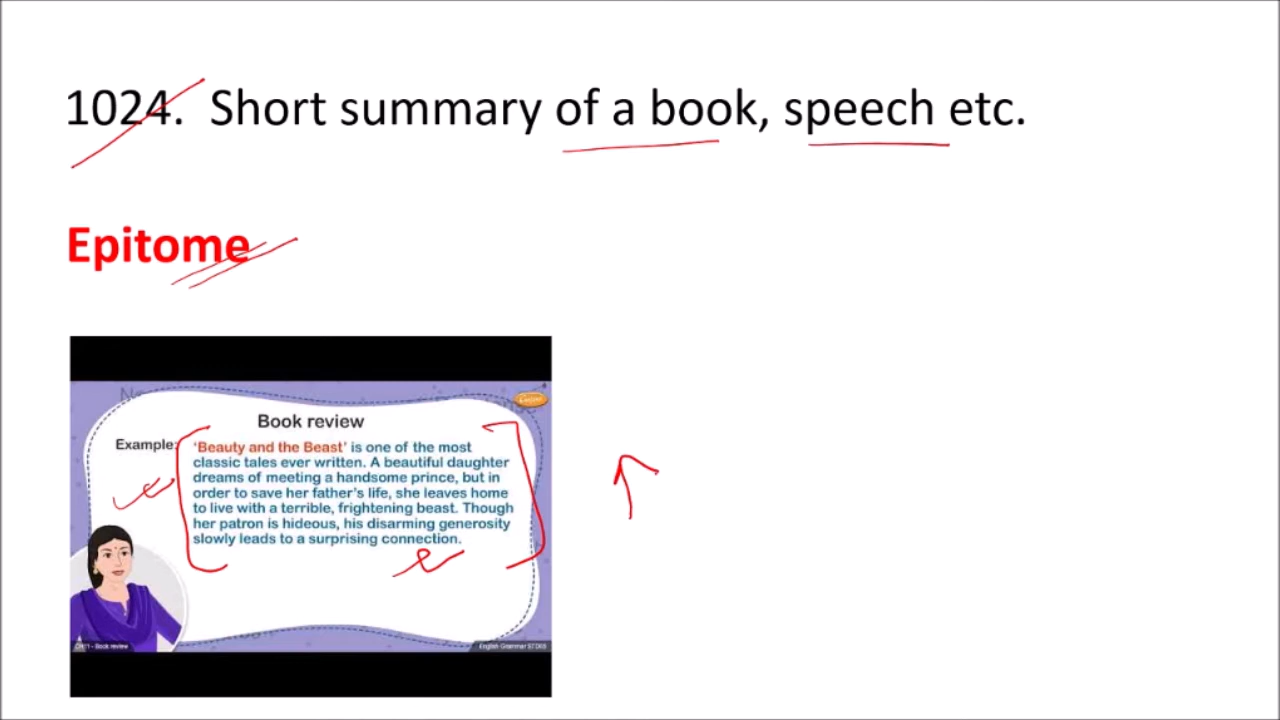 1024. Short summary of a book, speech etc.
Epitome
Book review
Example:
'Beauty and the Beast' is one of the most
classic tales ever written. A beautiful daughter
dreams of meeting a handsome prince, but in
order to save her father's life, she leaves home
to live with a terrible, frightening beast. Though
her patron is hideous, his disarming generosity
slowly leads to a surprising connection.
- Book review
English Grammar